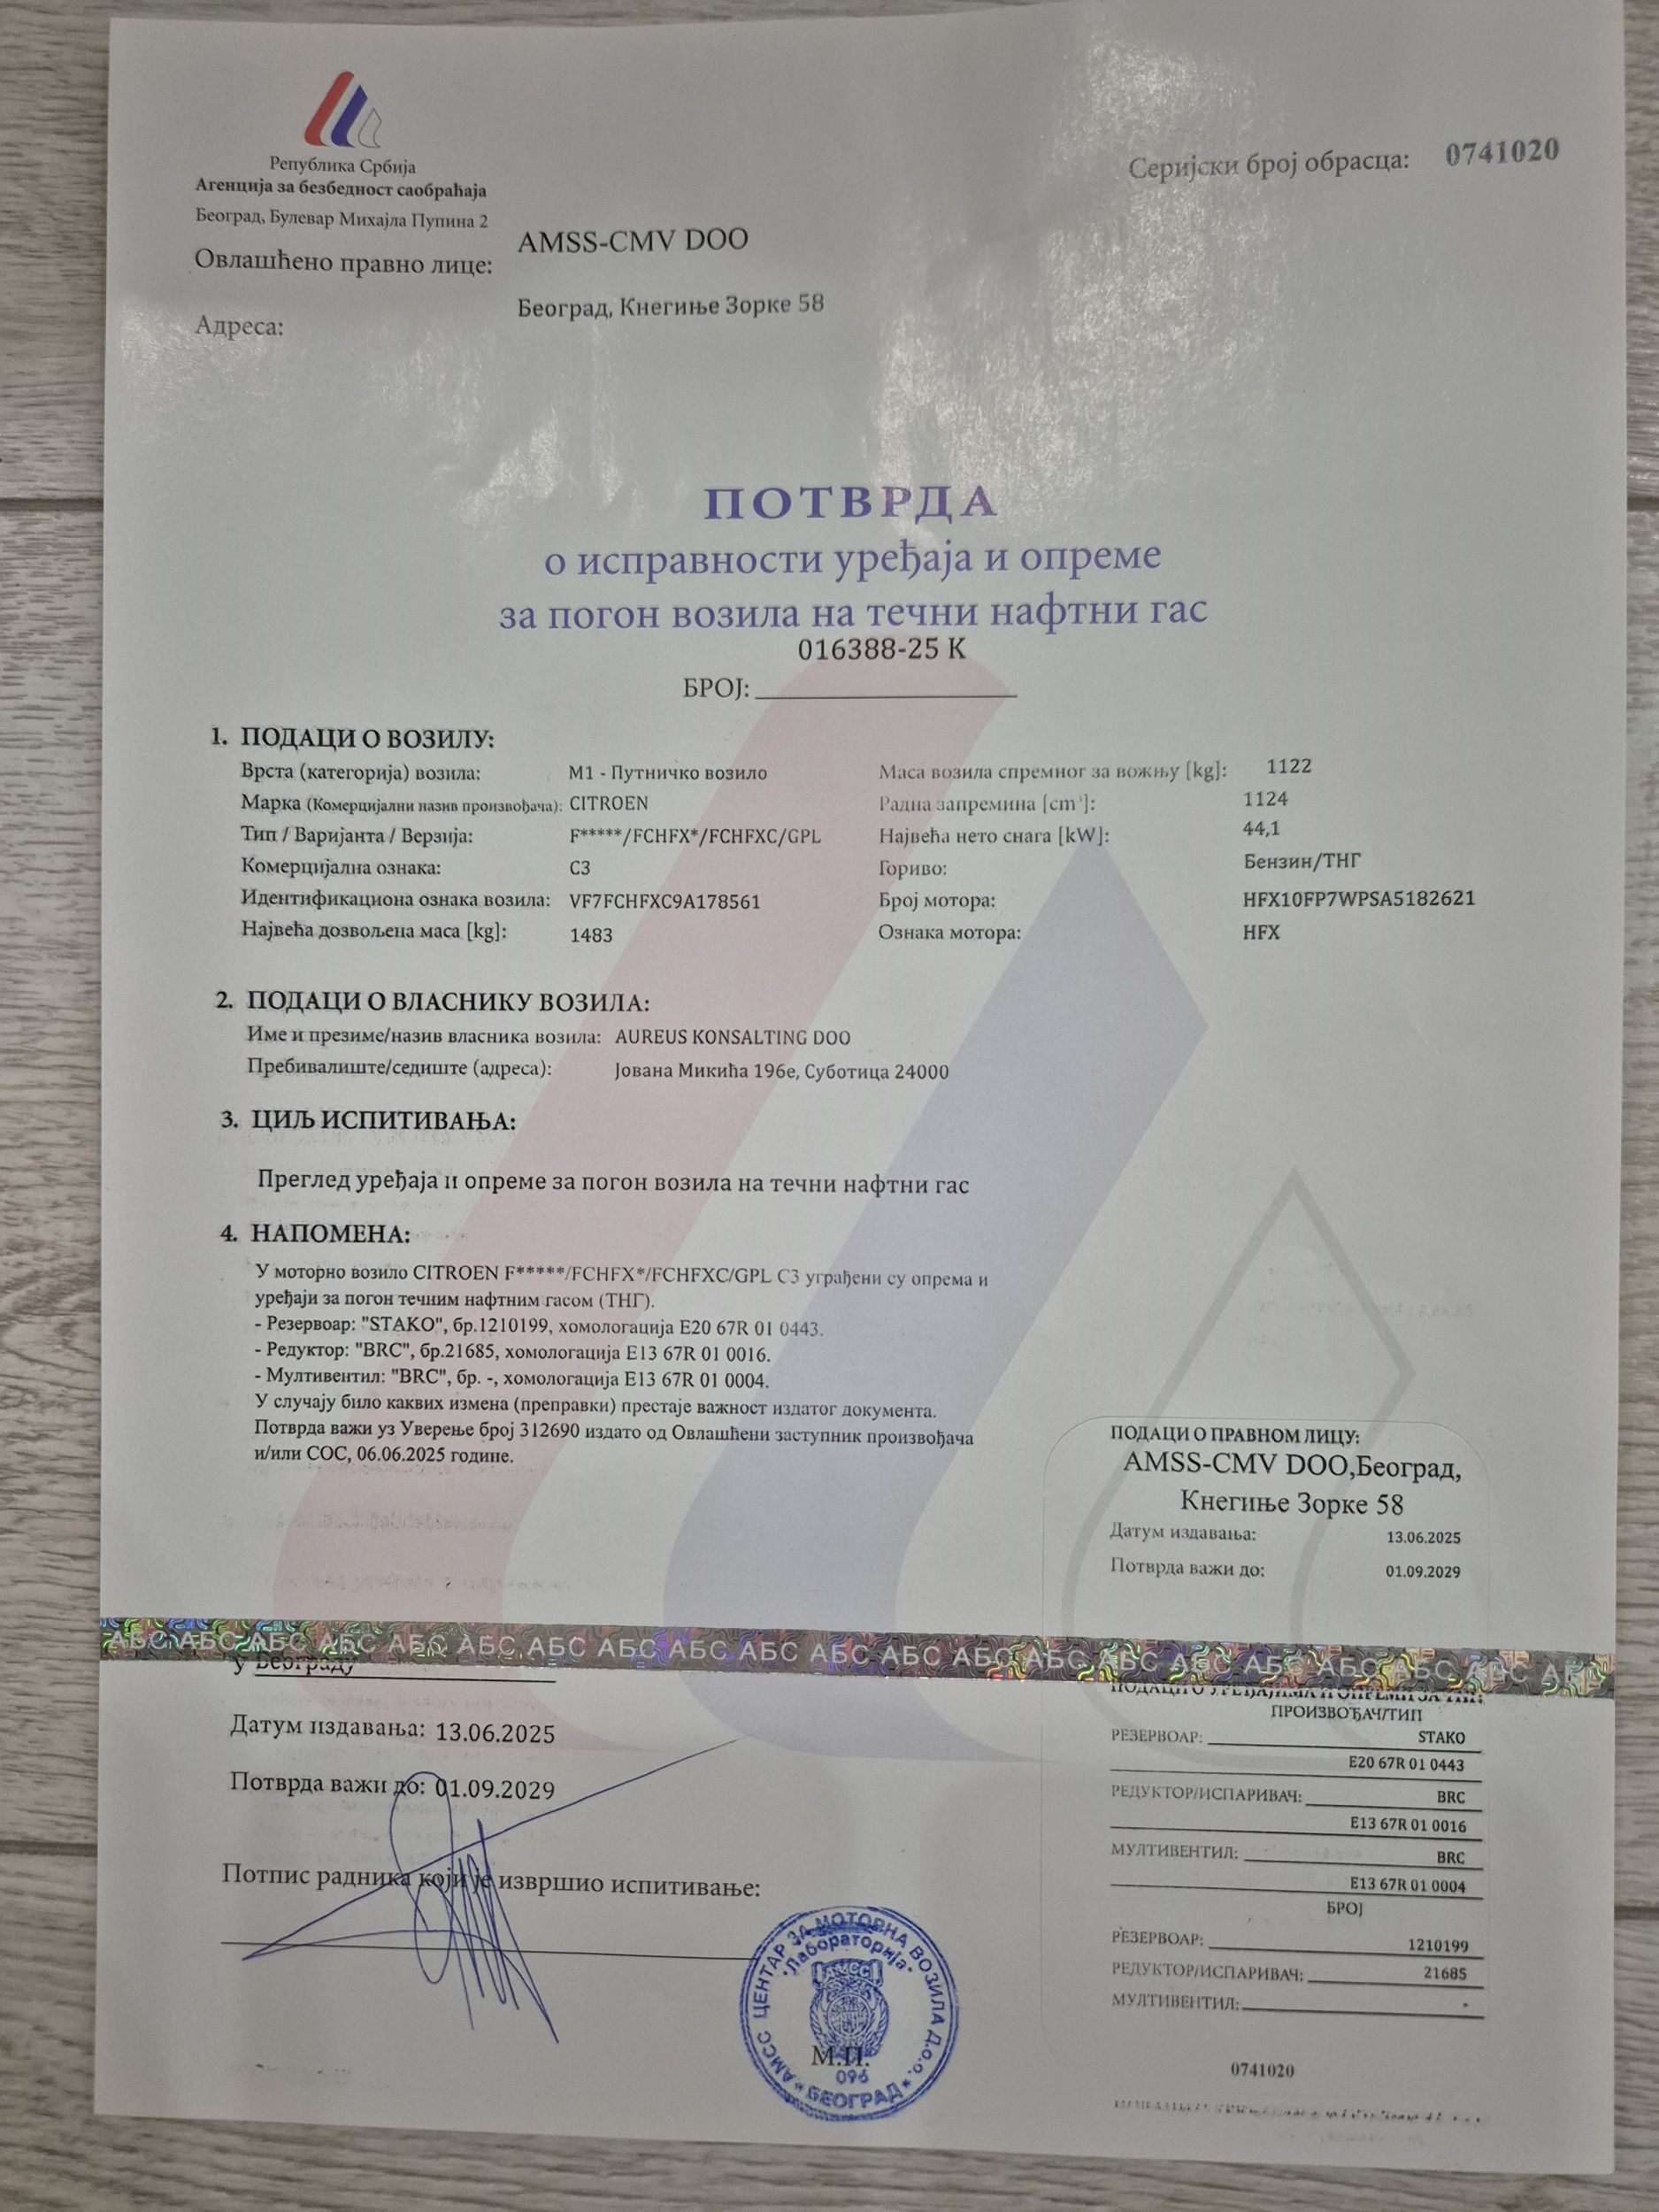 Република Србија
Агенција за безбедност саобраћаја
Београд, Булевар Михајла Пупина 2
Серијски број обрасца: 0741020
Овлашћено правно лице: AMSS-CMV DOO
Адреса: Београд, Кнегиње Зорке 58
ПОТВРДА
о исправности уређаја и опреме
за погон возила на течни нафтни гас
016388-25 K
БРОЈ:
1. ПОДАЦИ О ВОЗИЛУ:
Врста (категорија) возила: М1 - Путничко возило
Марка (Комерцијални назив произвођача): CITROEN
Тип / Варијанта / Верзија: F*****/FCHFX*/FCHFXC/GPL
Комерцијална ознака: C3
Идентификациона ознака возила: VF7FCHFXC9A178561
Највећа дозвољена маса [kg]: 1483
Маса возила спремног за вожњу [kg]: 1122
Радна запремина [cm³]: 1124
Највећа нето снага [kW]: 44,1
Гориво: Бензин/ТНГ
Број мотора: HFX10FP7WPSA5182621
Ознака мотора: HFX
2. ПОДАЦИ О ВЛАСНИКУ ВОЗИЛА:
Име и презиме/назив власника возила: AUREUS KONSALTING DOO
Пребивалиште/седиште (адреса): Јована Микића 196е, Суботица 24000
3. ЦИЉ ИСПИТИВАЊА:
Преглед уређаја и опреме за погон возила на течни нафтни гас
4. НАПОМЕНА:
У моторно возило CITROEN F*****/FCHFX*/FCHFXC/GPL C3 уграђени су опрема и
уређаји за погон течним нафтним гасом (ТНГ).
- Резервоар: "STAKO", бр.1210199, хомологација E20 67R 01 0443.
- Редуктор: "BRC", бр.21685, хомологација E13 67R 01 0016.
- Мултивентил: "BRC", бр. -, хомологација E13 67R 01 0004.
У случају било каквих измена (преправки) престаје важност издатог документа.
Потврда важи уз Уверење број 312690 издато од Овлашћени заступник произвођача
и/или СОС, 06.06.2025 године.
ПОДАЦИ О ПРАВНОМ ЛИЦУ:
AMSS-CMV DOO,Београд,
Кнегиње Зорке 58
Датум издавања: 13.06.2025
Потврда важи до: 01.09.2029
АБС АБС АБС АБС АБС АБС АБС АБС АБС АБС АБС АБС АБС АБС АБС АБС АБС АБС АБС АБС АБС
у Београду
Датум издавања: 13.06.2025
Потврда важи до: 01.09.2029
Потпис радника који је извршио испитивање:
АМСС ЦЕНТАР ЗА МОТОРНА ВОЗИЛА Д.о.о.
"Лабораторија"
АМСС
М.П.
096
БЕОГРАД
ПОДАЦИ О УРЕЂАЈИМА И ОПРЕМИ ЗА ТНГ:
ПРОИЗВОЂАЧ/ТИП
РЕЗЕРВОАР: STAKO
E20 67R 01 0443
РЕДУКТОР/ИСПАРИВАЧ: BRC
E13 67R 01 0016
МУЛТИВЕНТИЛ: BRC
E13 67R 01 0004
БРОЈ
РЕЗЕРВОАР: 1210199
РЕДУКТОР/ИСПАРИВАЧ: 21685
МУЛТИВЕНТИЛ: -
0741020